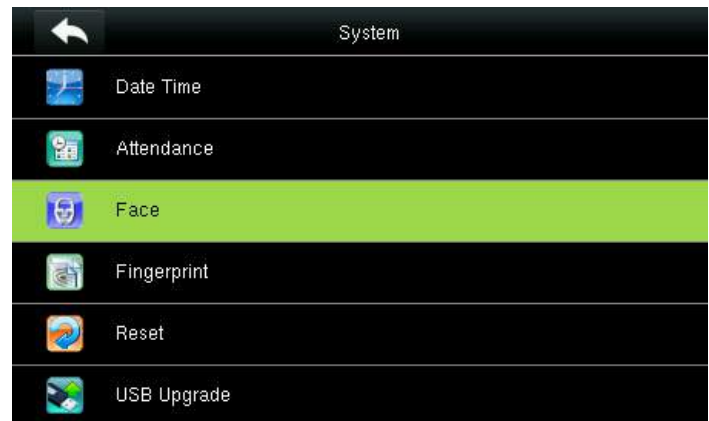 System
Date Time
Attendance
Face
Fingerprint
Reset
USB Upgrade